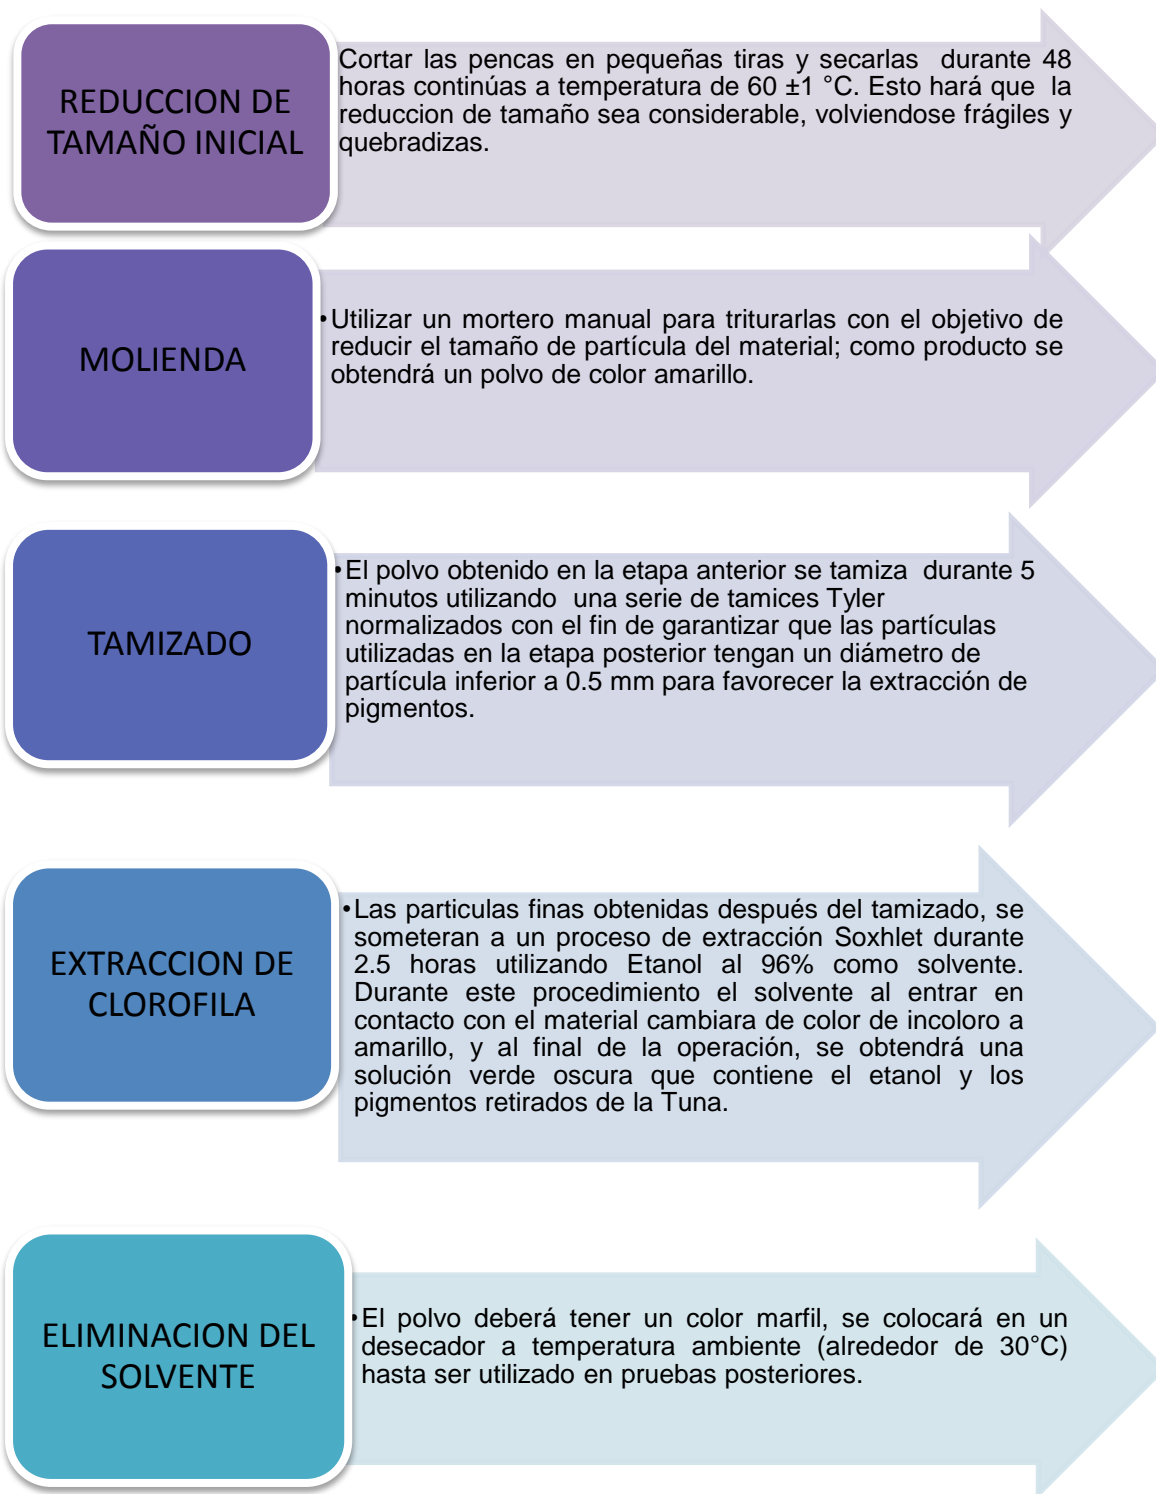 REDUCCION DE
TAMAÑO INICIAL
Cortar las pencas en pequeñas tiras y secarlas durante 48
horas continúas a temperatura de 60 ±1 °C. Esto hará que la
reduccion de tamaño sea considerable, volviendose frágiles y
quebradizas.
MOLIENDA
•Utilizar un mortero manual para triturarlas con el objetivo de
reducir el tamaño de partícula del material; como producto se
obtendrá un polvo de color amarillo.
TAMIZADO
•El polvo obtenido en la etapa anterior se tamiza durante 5
minutos utilizando una serie de tamices Tyler
normalizados con el fin de garantizar que las partículas
utilizadas en la etapa posterior tengan un diámetro de
partícula inferior a 0.5 mm para favorecer la extracción de
pigmentos.
EXTRACCION DE
CLOROFILA
•Las particulas finas obtenidas después del tamizado, se
someteran a un proceso de extracción Soxhlet durante
2.5 horas utilizando Etanol al 96% como solvente.
Durante este procedimiento el solvente al entrar en
contacto con el material cambiara de color de incoloro a
amarillo, y al final de la operación, se obtendrá una
solución verde oscura que contiene el etanol y los
pigmentos retirados de la Tuna.
ELIMINACION DEL
SOLVENTE
•El polvo deberá tener un color marfil, se colocará en un
desecador a temperatura ambiente (alrededor de 30°C)
hasta ser utilizado en pruebas posteriores.